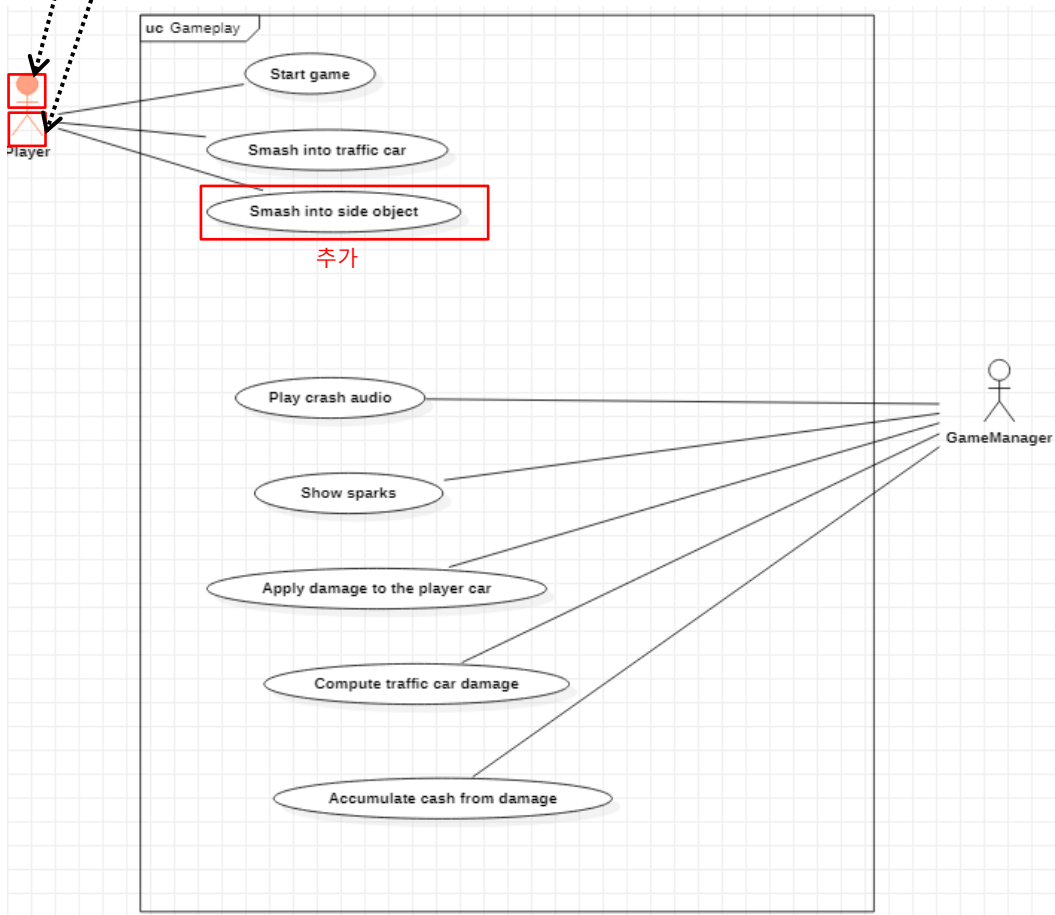 uc Gameplay
Start game
Smash into traffic car
Player
Smash into side object
추가
Play crash audio
GameManager
Show sparks
Apply damage to the player car
Compute traffic car damage
Accumulate cash from damage